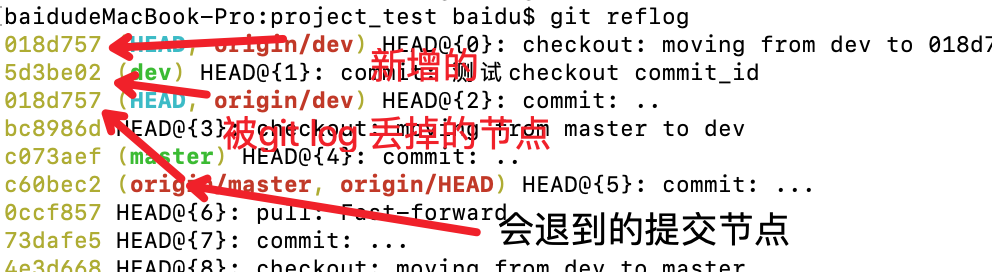 baidudeMacBook-Pro:project_test baidu$ git reflog
018d757 (HEAD, origin/dev) HEAD@{0}: checkout: moving from dev to 018d7
新增的
5d3be02 (dev) HEAD@{1}: commit: 测试checkout commit_id
018d757 (HEAD, origin/dev) HEAD@{2}: commit: ..
bc8986d HEAD@{3}: checkout: moving from master to dev
被git log 丢掉的节点
c073aef (master) HEAD@{4}: commit: ..
c60bec2 (origin/master, origin/HEAD) HEAD@{5}: commit: ...
0ccf857 HEAD@{6}: pull: Fast-forward
会退到的提交节点
73dafe5 HEAD@{7}: commit: ...
4e3d668 HEAD@{8}: checkout: moving from dev to master